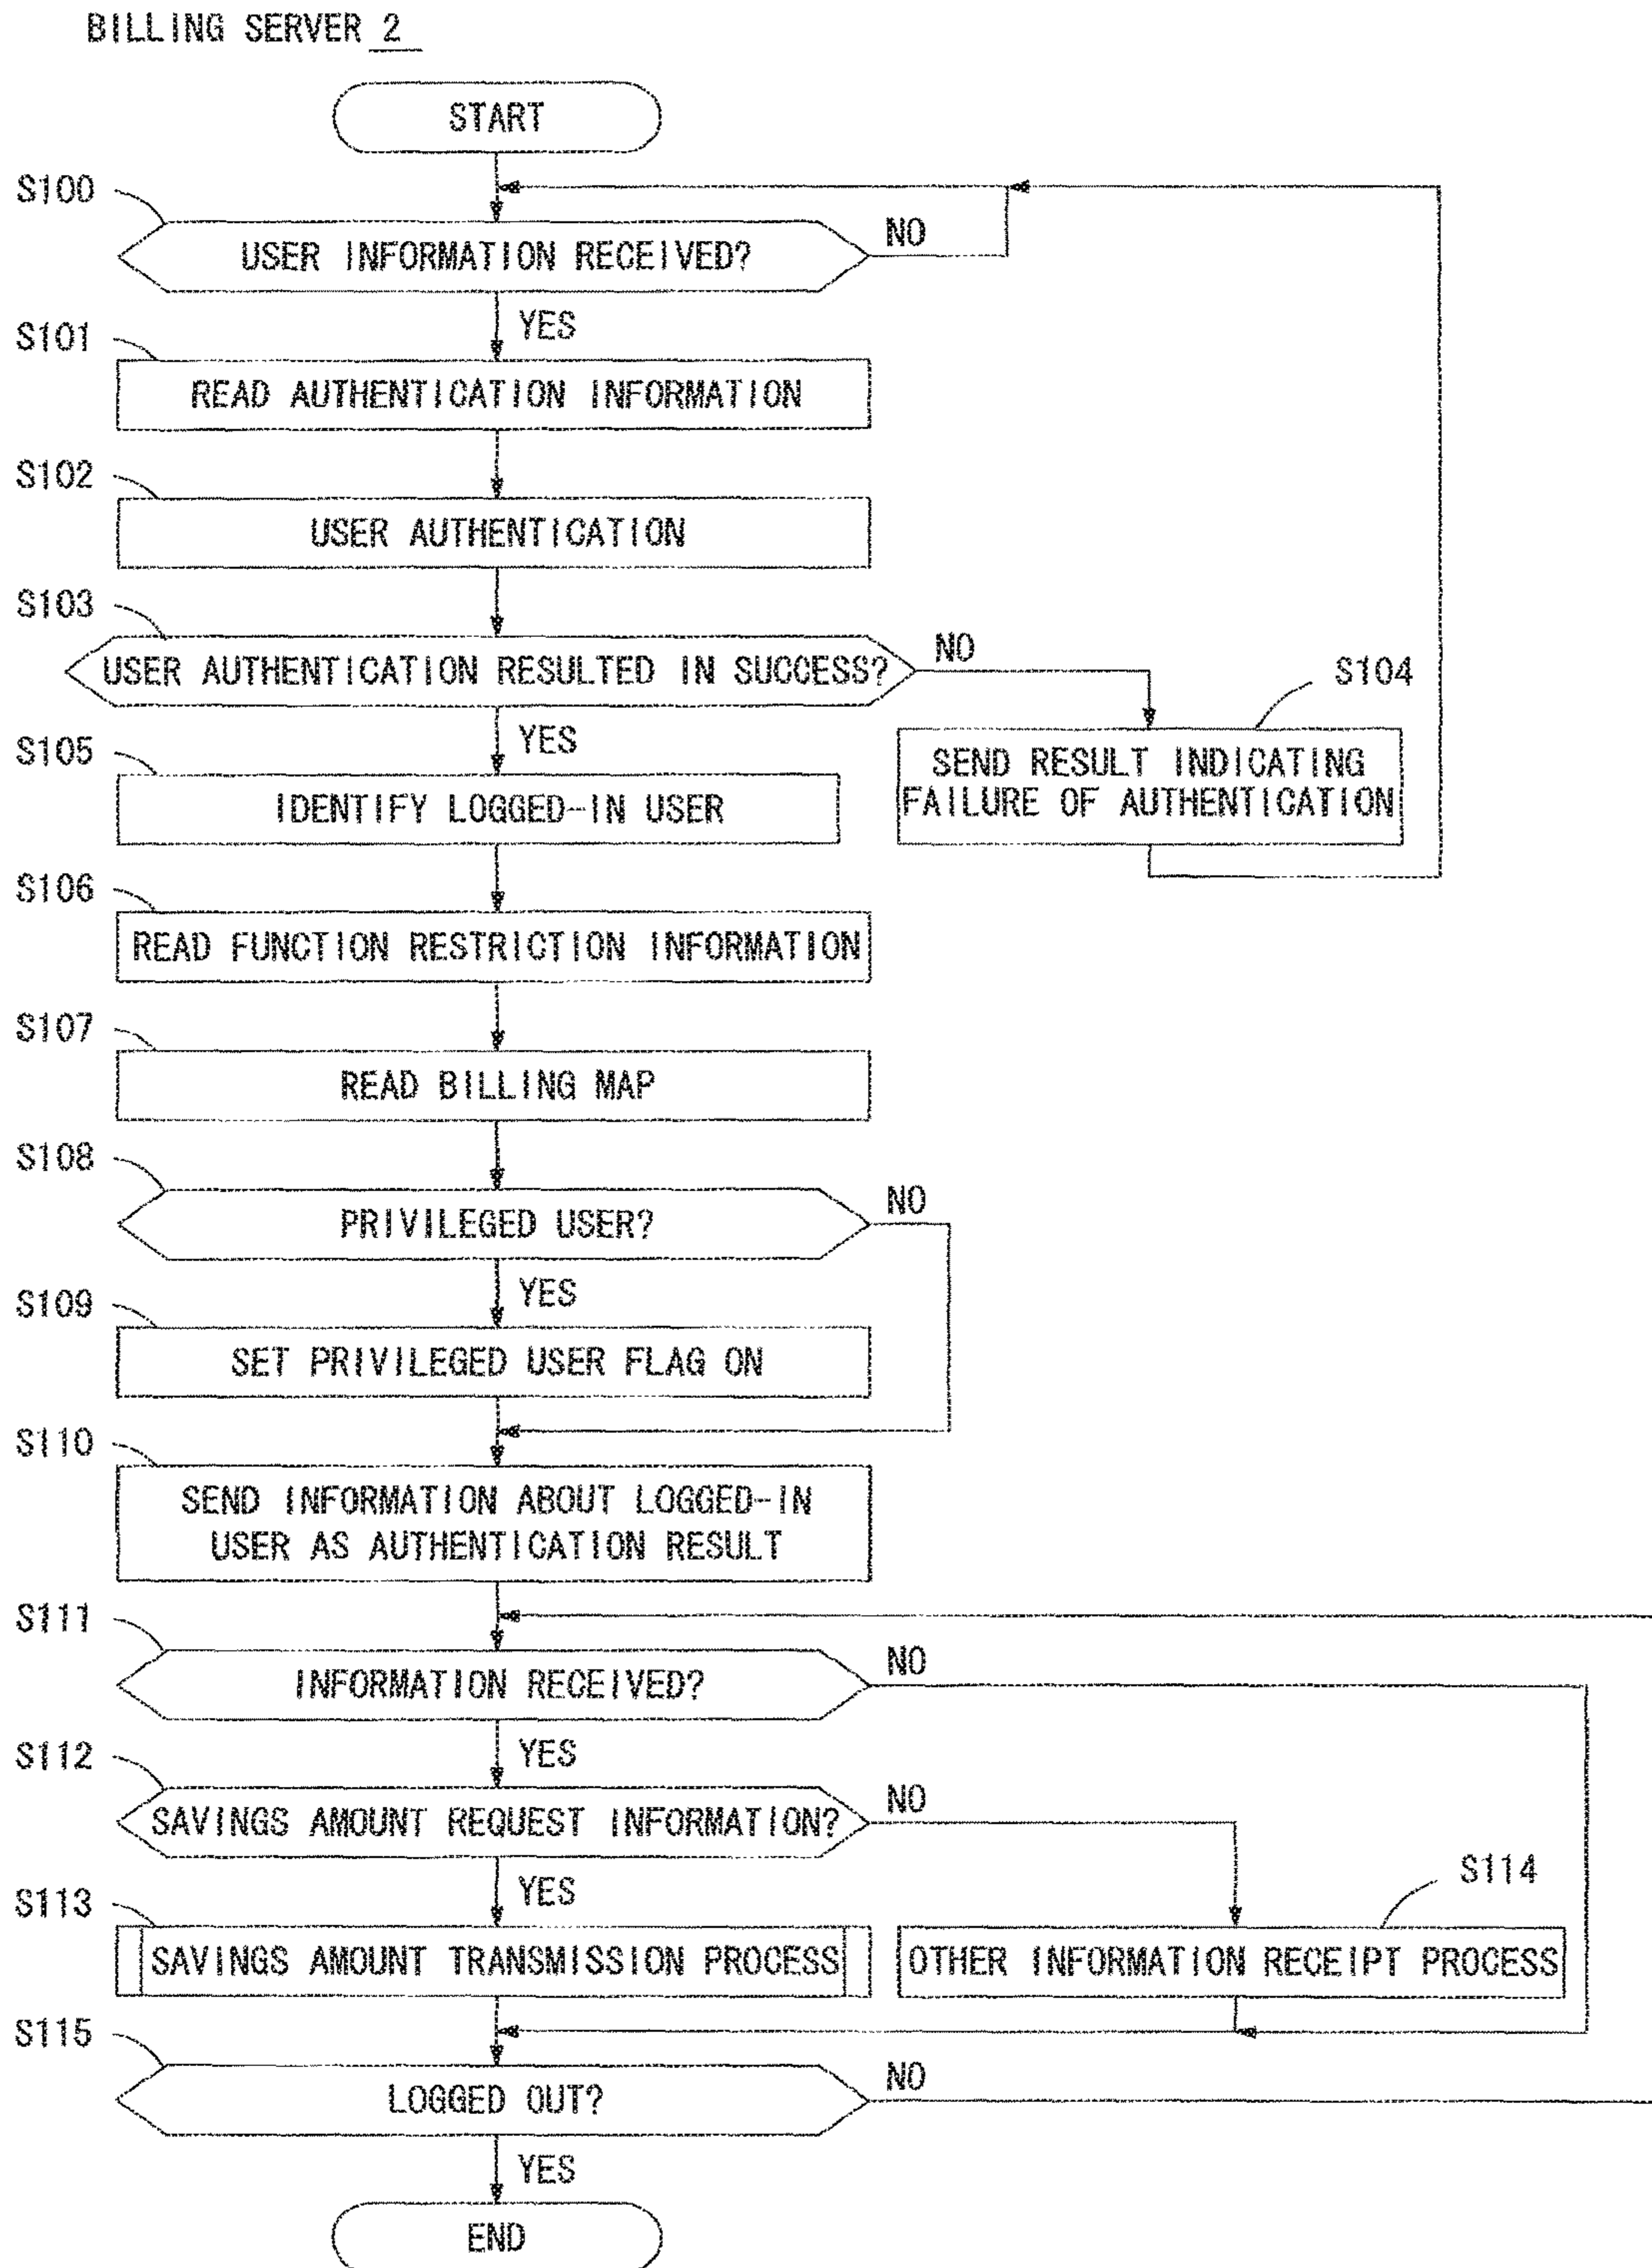 BILLING SERVER 2
START
S100
USER INFORMATION RECEIVED?
NO
YES
S101
READ AUTHENTICATION INFORMATION
S102
USER AUTHENTICATION
S103
USER AUTHENTICATION RESULTED IN SUCCESS?
NO
S104
SEND RESULT INDICATING
FAILURE OF AUTHENTICATION
YES
S105
IDENTIFY LOGGED-IN USER
S106
READ FUNCTION RESTRICTION INFORMATION
S107
READ BILLING MAP
S108
PRIVILEGED USER?
NO
YES
S109
SET PRIVILEGED USER FLAG ON
S110
SEND INFORMATION ABOUT LOGGED-IN
USER AS AUTHENTICATION RESULT
S111
INFORMATION RECEIVED?
NO
YES
S112
SAVINGS AMOUNT REQUEST INFORMATION?
NO
YES
S113
SAVINGS AMOUNT TRANSMISSION PROCESS
S114
OTHER INFORMATION RECEIPT PROCESS
S115
LOGGED OUT?
NO
YES
END